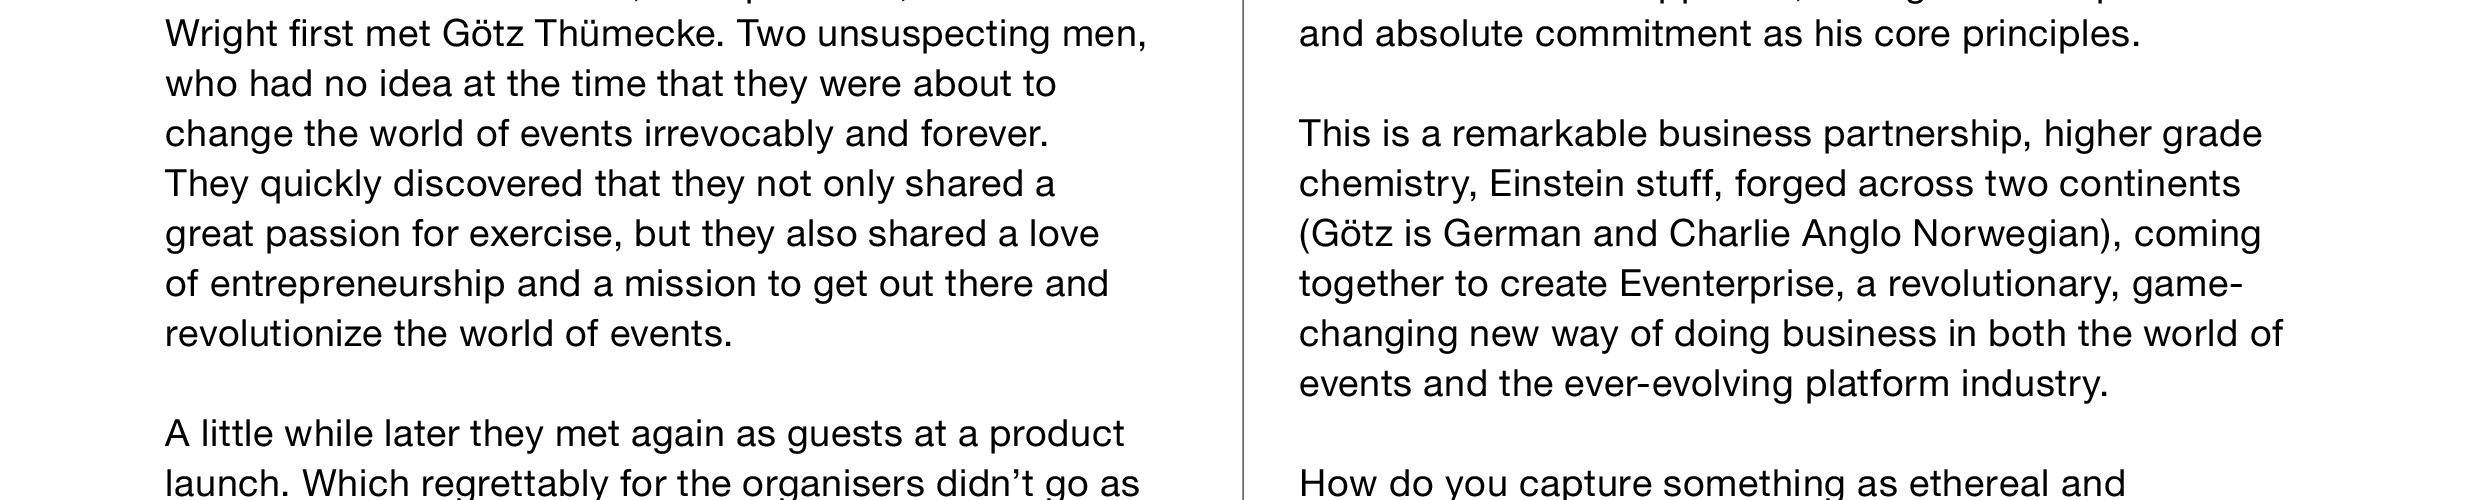 Wright first met Götz Thümecke. Two unsuspecting men,
who had no idea at the time that they were about to
change the world of events irrevocably and forever.
They quickly discovered that they not only shared a
great passion for exercise, but they also shared a love
of entrepreneurship and a mission to get out there and
revolutionize the world of events.
A little while later they met again as guests at a product
launch. Which regrettably for the organisers didn’t go as
and absolute commitment as his core principles.
This is a remarkable business partnership, higher grade
chemistry, Einstein stuff, forged across two continents
(Götz is German and Charlie Anglo Norwegian), coming
together to create Eventerprise, a revolutionary, game-
changing new way of doing business in both the world of
events and the ever-evolving platform industry.
How do you capture something as ethereal and